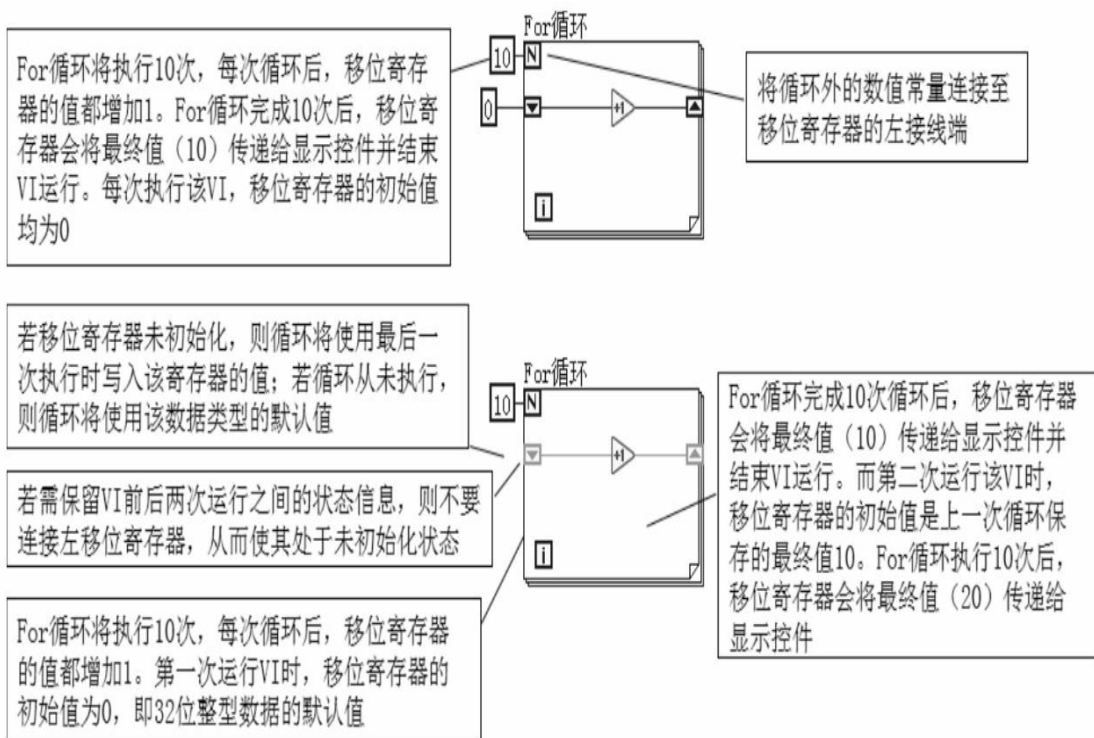 For循环将执行10次，每次循环后，移位寄存
器的值都增加1。For循环完成10次后，移位寄
存器会将最终值（10）传递给显示控件并结束
VI运行。每次执行该VI，移位寄存器的初始值
均为0
For循环
10
N
0
+1
i
将循环外的数值常量连接至
移位寄存器的左接线端
若移位寄存器未初始化，则循环将使用最后一
次执行时写入该寄存器的值；若循环从未执行，
则循环将使用该数据类型的默认值
若需保留VI前后两次运行之间的状态信息，则不要
连接左移位寄存器，从而使其处于未初始化状态
For循环将执行10次，每次循环后，移位寄存器
的值都增加1。第一次运行VI时，移位寄存器的
初始值为0，即32位整型数据的默认值
For循环
10
N
+1
i
For循环完成10次循环后，移位寄存器
会将最终值（10）传递给显示控件并
结束VI运行。而第二次运行该VI时，
移位寄存器的初始值是上一次循环保
存的最终值10。For循环执行10次后，
移位寄存器会将最终值（20）传递给
显示控件